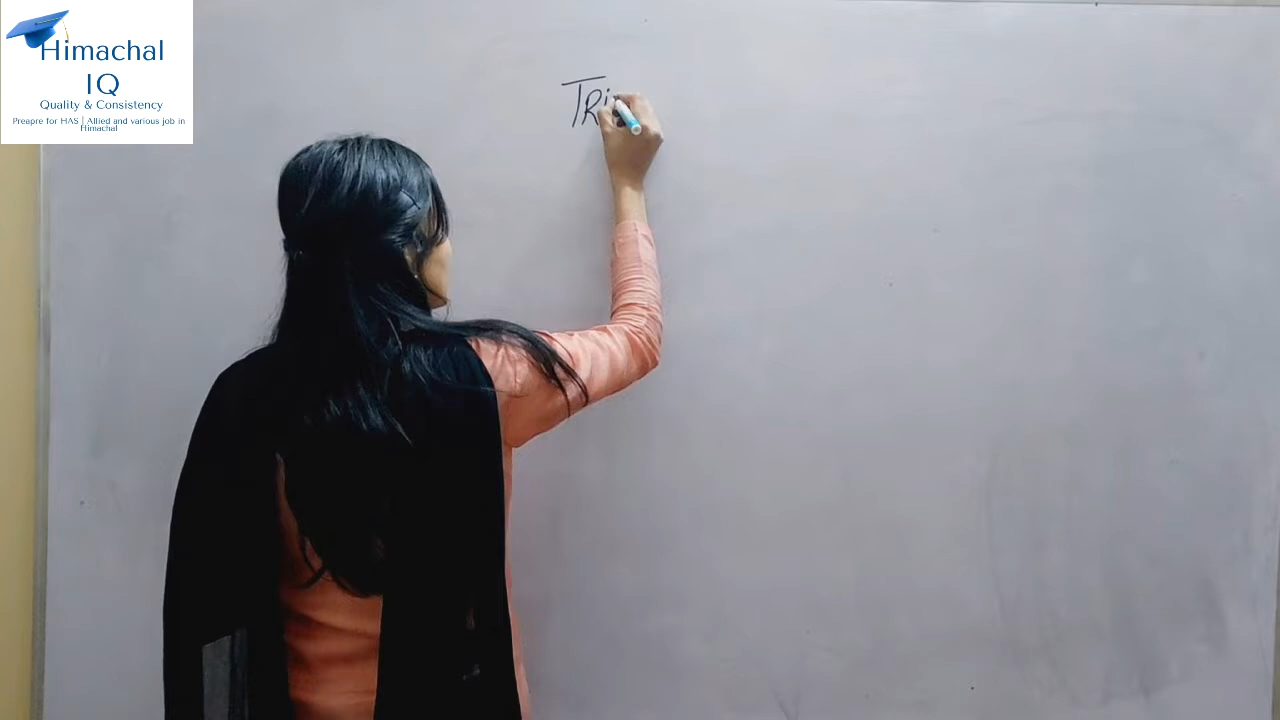 Himachal
IQ
Quality & Consistency
Preapre for HAS | Allied and various job in
Himachal
TRi